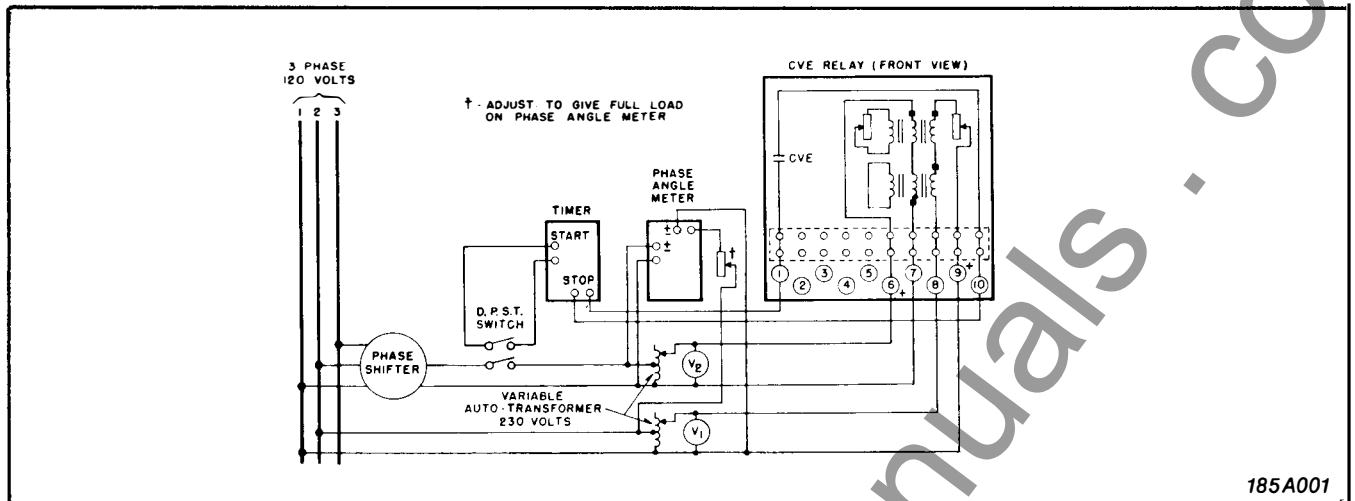 3 PHASE
120 VOLTS
1 2 3
† - ADJUST TO GIVE FULL LOAD
ON PHASE ANGLE METER
CVE RELAY (FRONT VIEW)
CVE
PHASE
ANGLE
METER
TIMER
START
STOP
±
±
†
D.P.S.T.
SWITCH
PHASE
SHIFTER
1 2 3 4 5 6 + 7 8 9 + 10
V2
VARIABLE
AUTO-TRANSFORMER
230 VOLTS
V1
185A001
nuals . co